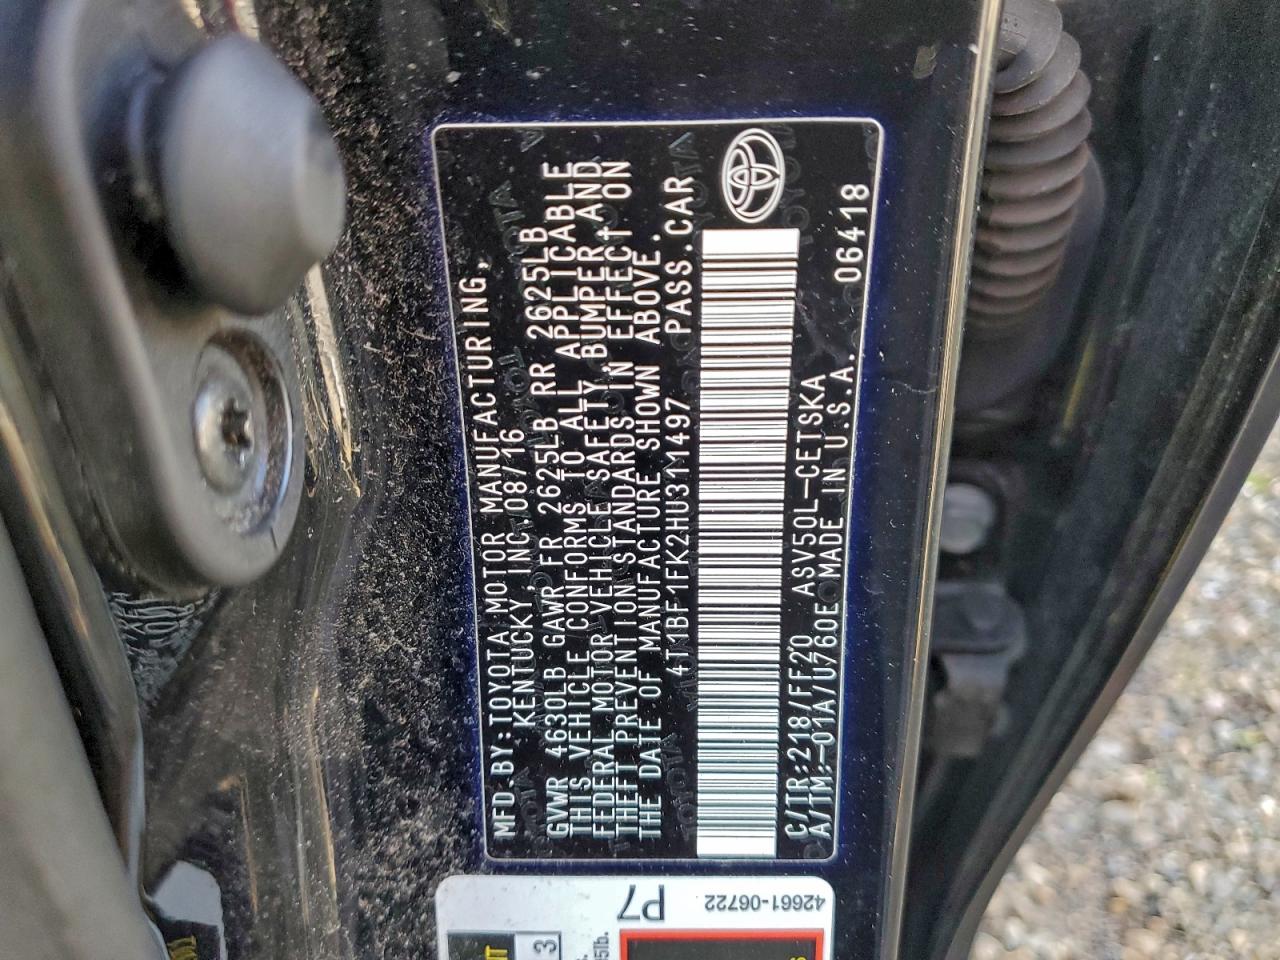 MFD.BY:TOYOTA MOTOR MANUFACTURING,
KENTUCKY, INC. 08/16
GVWR 4630LB GAWR FR 2625LB RR 2625LB
THIS VEHICLE CONFORMS TO ALL APPLICABLE
FEDERAL MOTOR VEHICLE SAFETY, BUMPER AND
THEFT PREVENTION STANDARDS IN EFFECT ON
THE DATE OF MANUFACTURE SHOWN ABOVE.
4T1BF1FK2HU311497 PASS.CAR
C/TR:218/FF20 ASV50L-CETSKA
A/TM:-01A/U760E MADE IN U.S.A. 06418
P7
42661-06722
3